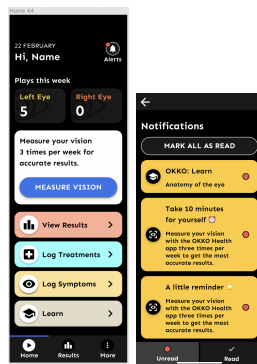 Home #4
22 FEBRUARY
Hi, Name
Alerts
Plays this week
Left Eye
5
Right Eye
0
Measure your vision
3 times per week for
accurate results.
MEASURE VISION
View Results
Log Treatments
Log Symptoms
Learn
Home
Results
More
Notifications
MARK ALL AS READ
OKKO: Learn
Anatomy of the eye
Take 10 minutes
for yourself ⏰
Measure your vision
with the OKKO Health
app three times per
week to get the most
accurate results.
A little reminder
Measure your vision
with the OKKO Health
app three times per
week to get the most
accurate results.
Unread
Read